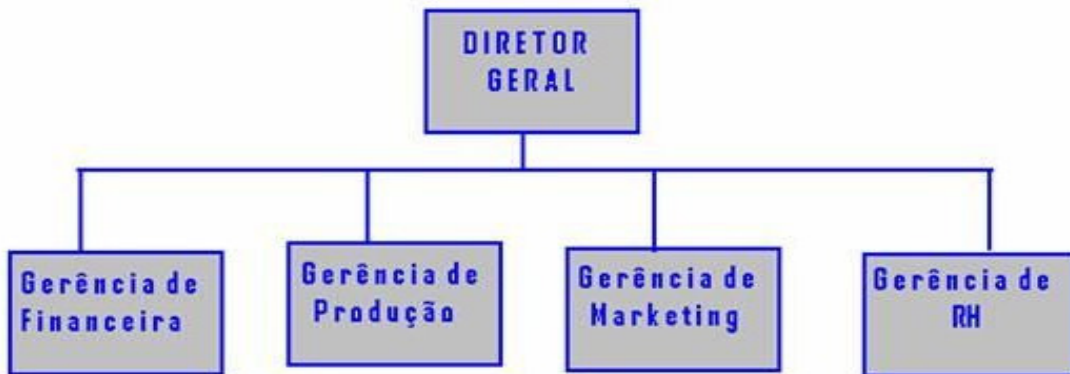 DIRETOR
GERAL
Gerência de
Financeira
Gerência de
Produção
Gerência de
Marketing
Gerência de
RH